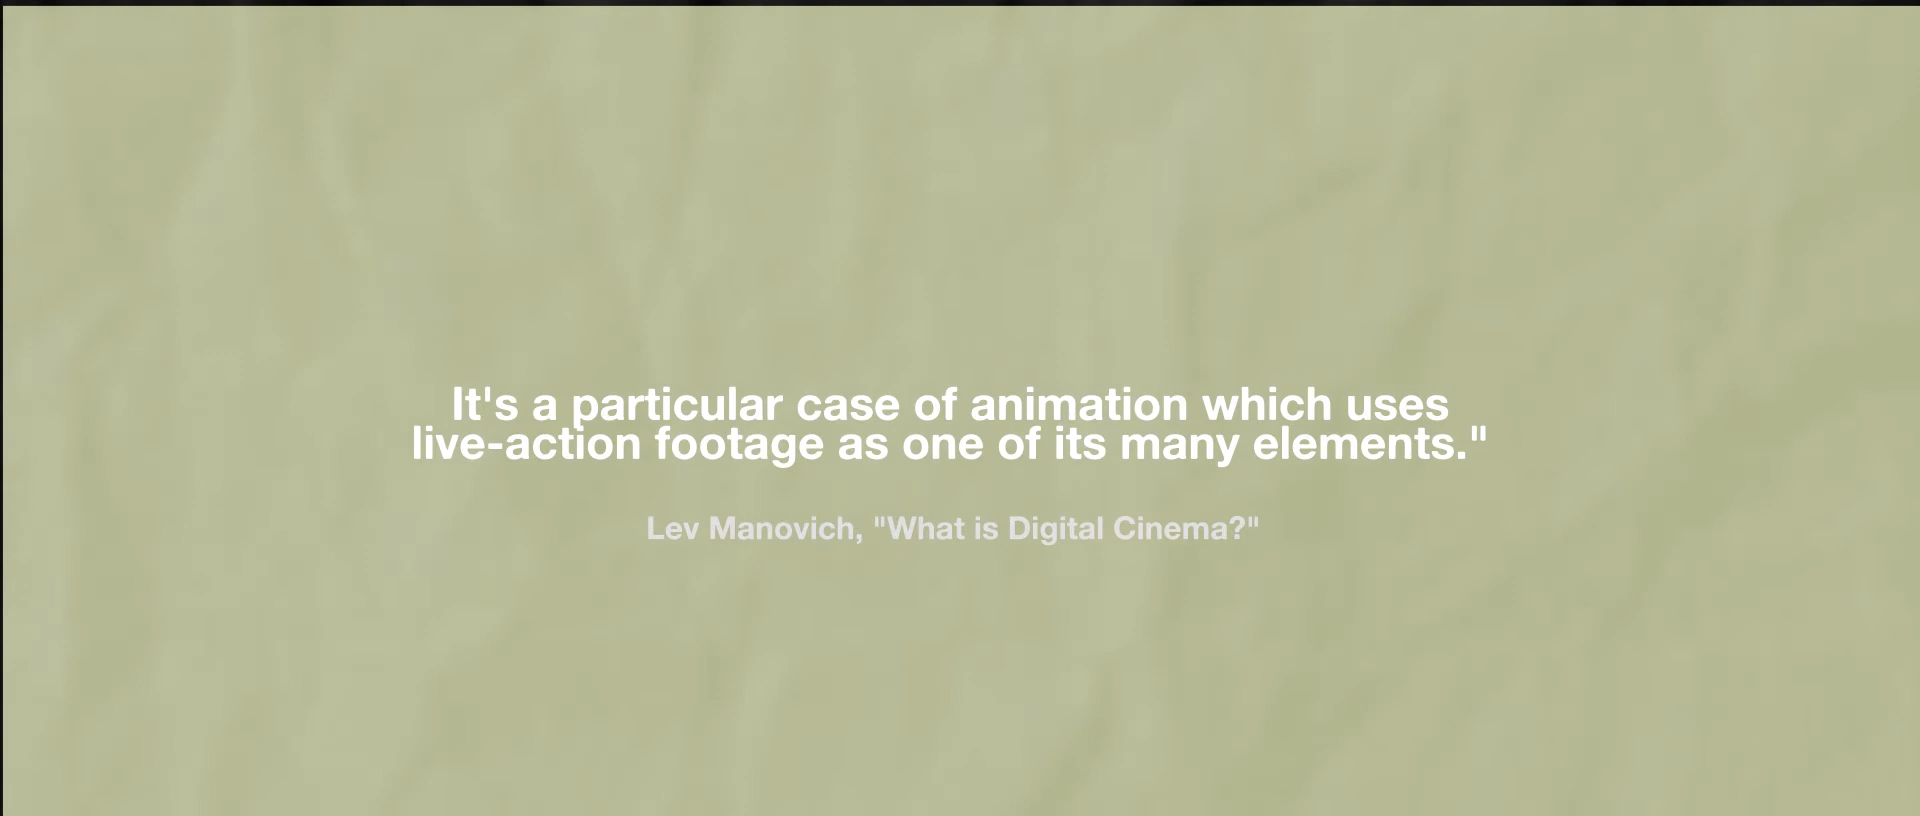 It's a particular case of animation which uses
live-action footage as one of its many elements."
Lev Manovich, "What is Digital Cinema?"